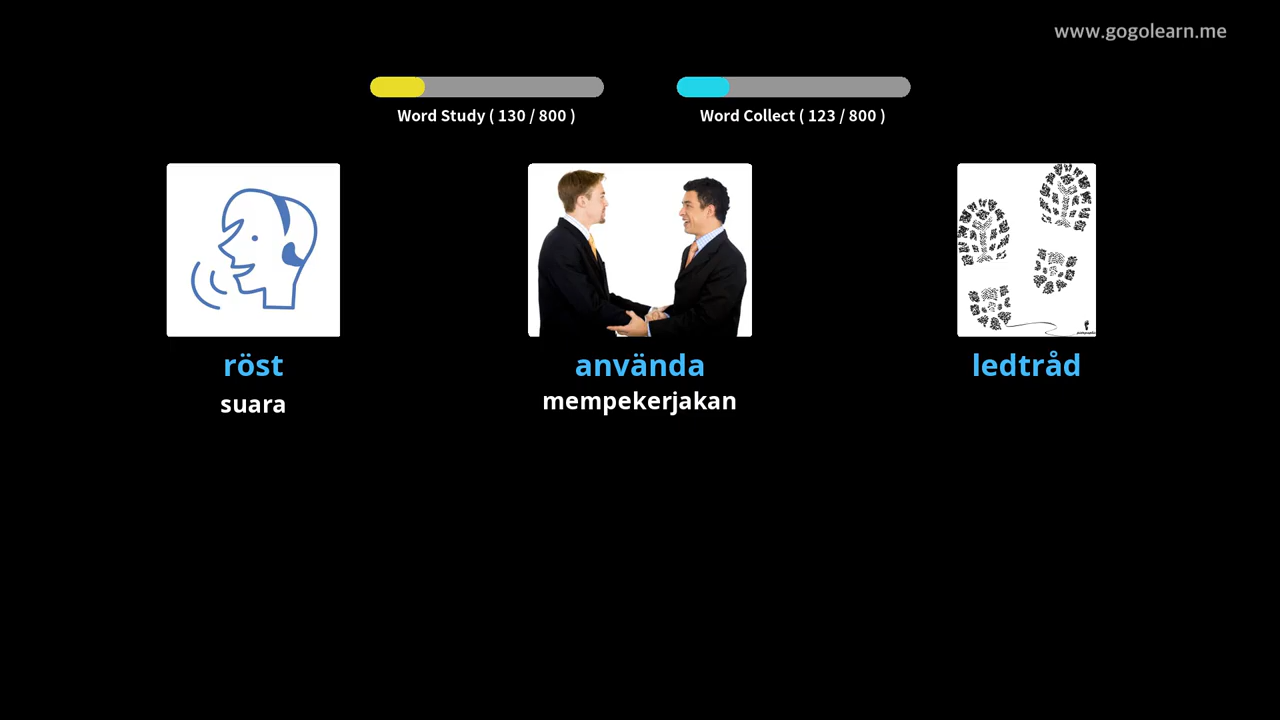 www.gogolearn.me
Word Study ( 130 / 800 )
Word Collect ( 123 / 800 )
röst
använda
ledtråd
suara
mempekerjakan